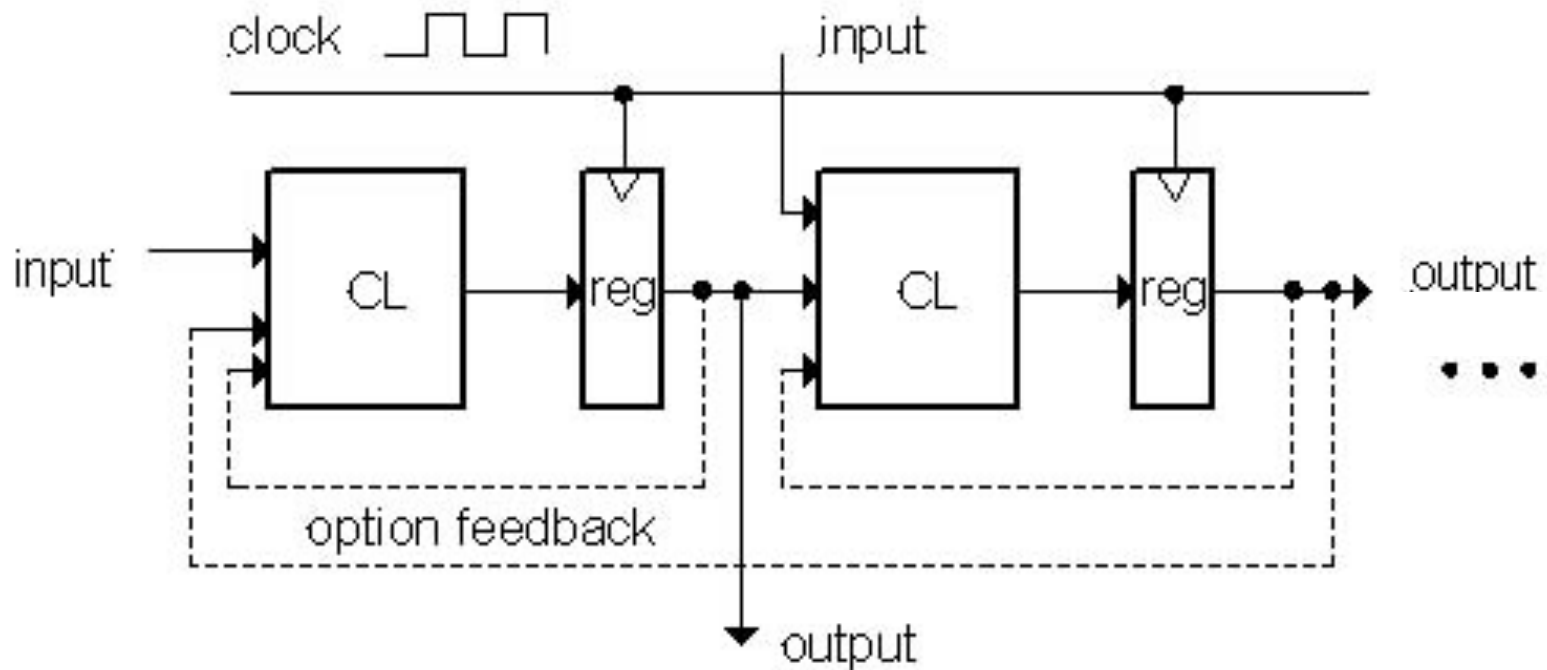 clock
input
input
CL
reg
CL
reg
output
option feedback
output